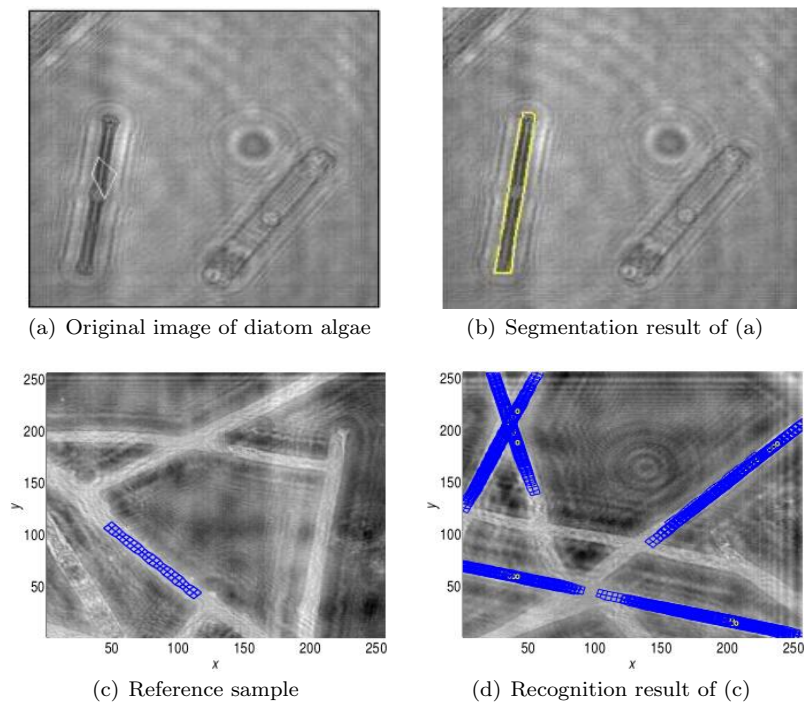 (a) Original image of diatom algae
(b) Segmentation result of (a)
250
200
150
100
50
y
50 100 150 200 250
x
250
200
150
100
50
y
50 100 150 200 250
x
(c) Reference sample
(d) Recognition result of (c)